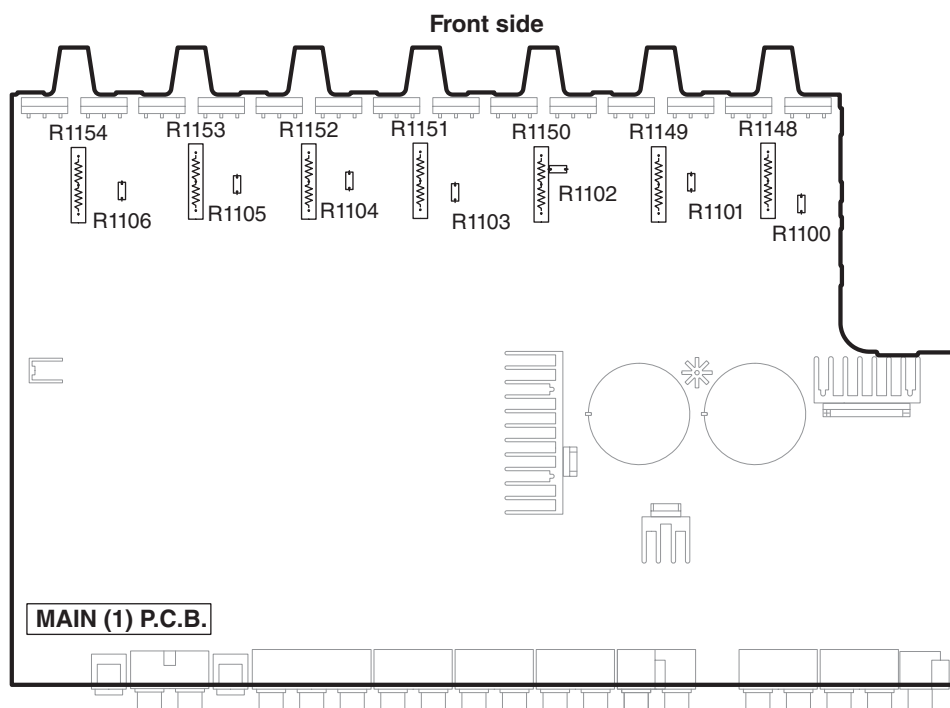 Front side
R1154
R1153
R1152
R1151
R1150
R1149
R1148
R1106
R1105
R1104
R1103
R1102
R1101
R1100
MAIN (1) P.C.B.